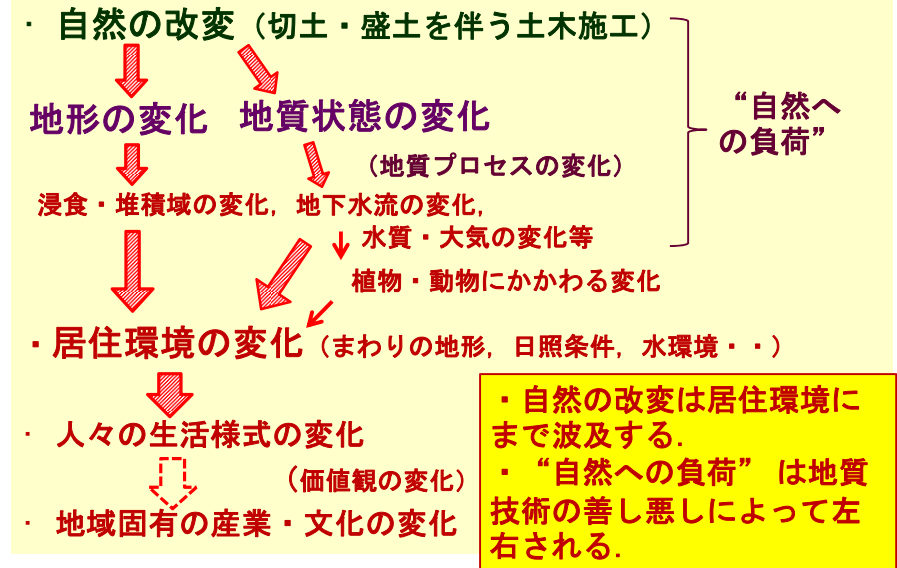 ・ 自然の改変（切土・盛土を伴う土木施工）
地形の変化 地質状態の変化
“自然へ
の負荷”
（地質プロセスの変化）
浸食・堆積域の変化，地下水流の変化，
水質・大気の変化等
植物・動物にかかわる変化
・居住環境の変化（まわりの地形，日照条件，水環境・・）
・ 人々の生活様式の変化
（価値観の変化）
・ 地域固有の産業・文化の変化
・自然の改変は居住環境に
まで波及する．
・“自然への負荷” は地質
技術の善し悪しによって左
右される．